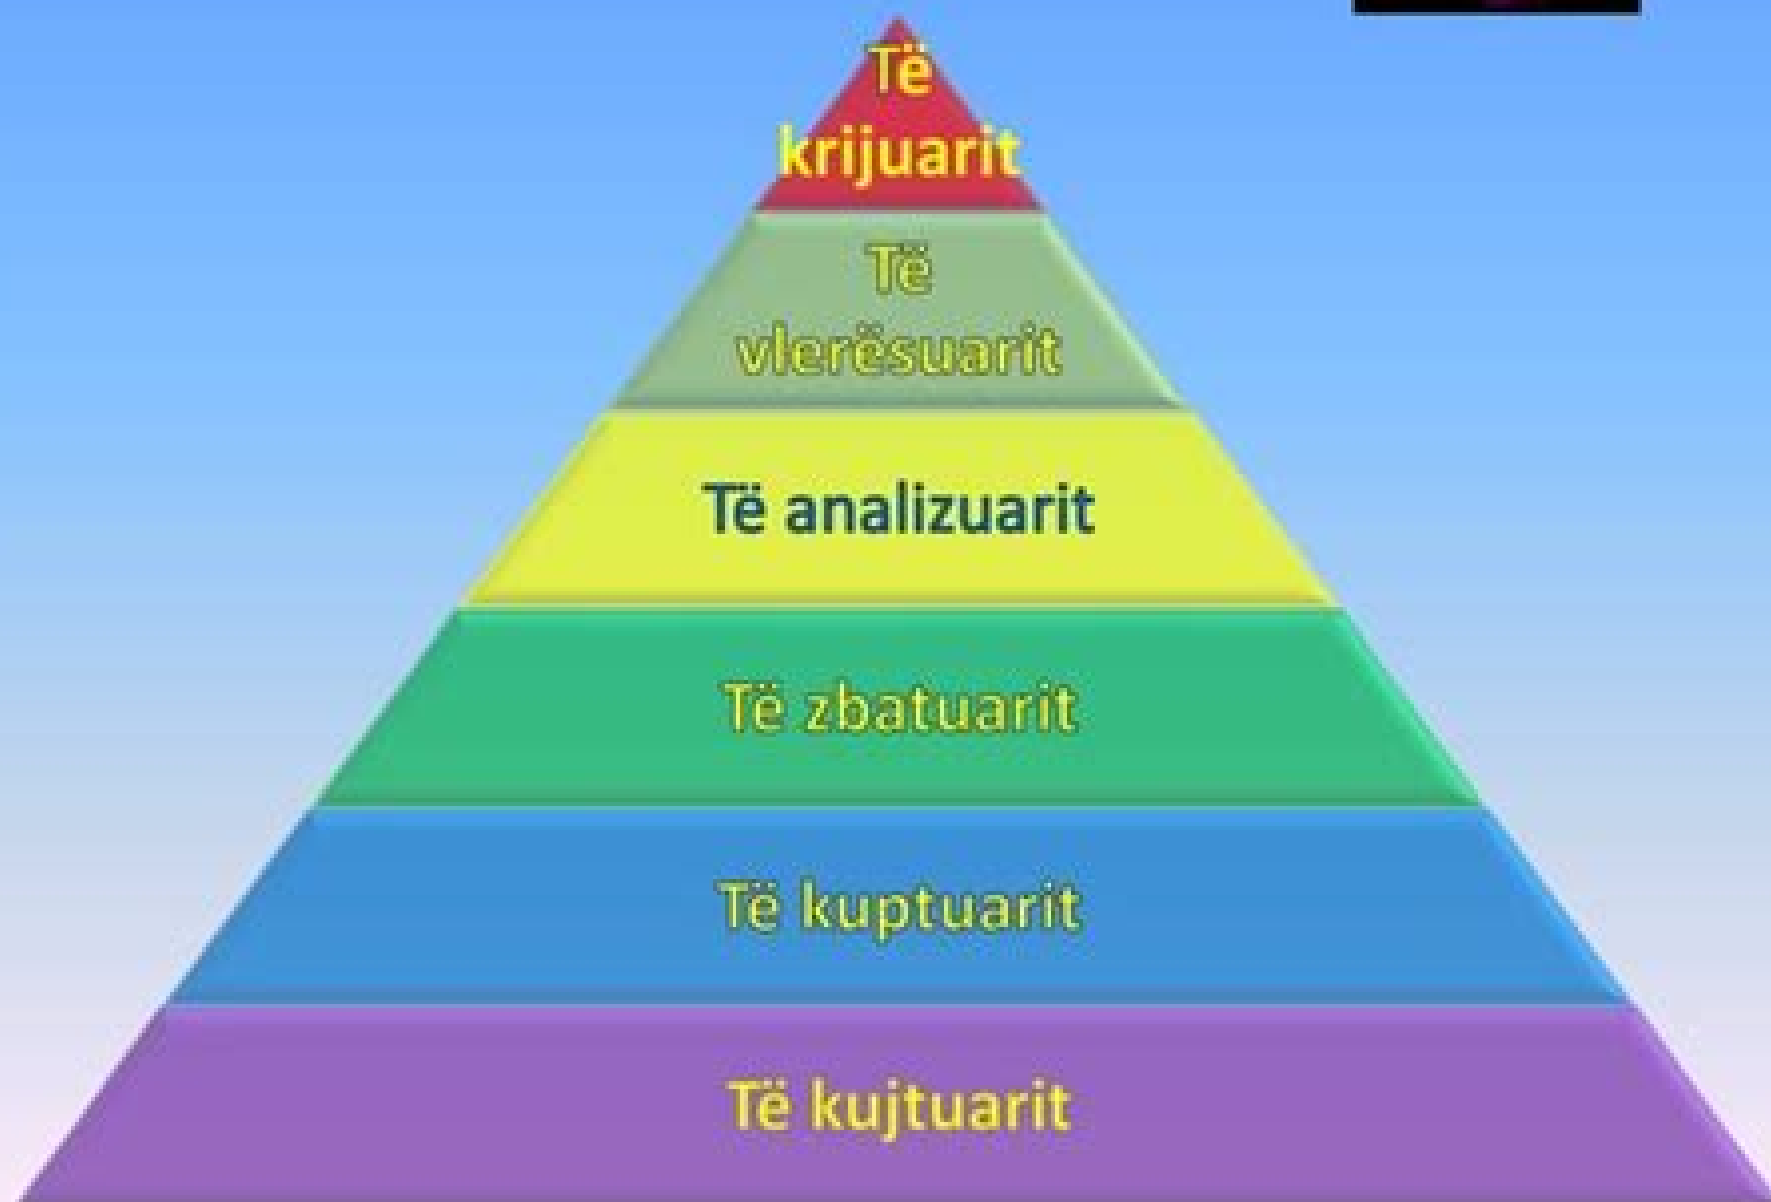 Të
krijuarit
Të
vlerësuarit
Të analizuarit
Të zbatuarit
Të kuptuarit
Të kujtuarit